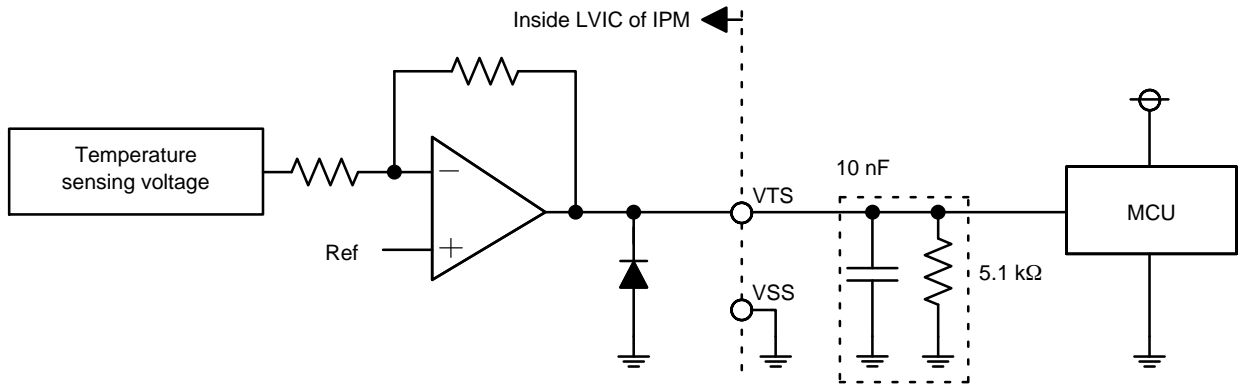 Inside LVIC of IPM
Temperature
sensing voltage
−
+
Ref
VTS
VSS
10 nF
5.1 kΩ
MCU